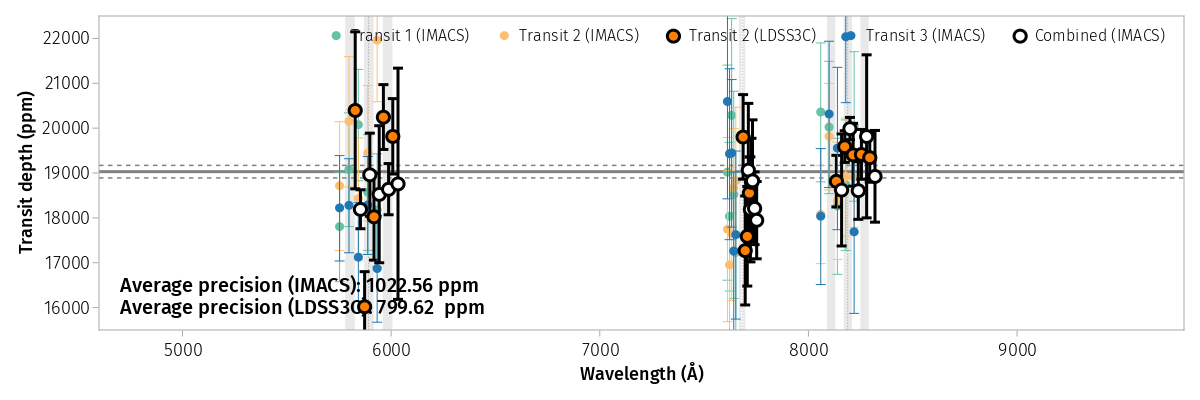 Transit 1 (IMACS) Transit 2 (IMACS) Transit 2 (LDSS3C) Transit 3 (IMACS) Combined (IMACS)
22000
21000
20000
19000
18000
17000
16000
Transit depth (ppm)
Average precision (IMACS): 1022.56 ppm
Average precision (LDSS3C): 799.62 ppm
5000 6000 7000 8000 9000
Wavelength (Å)